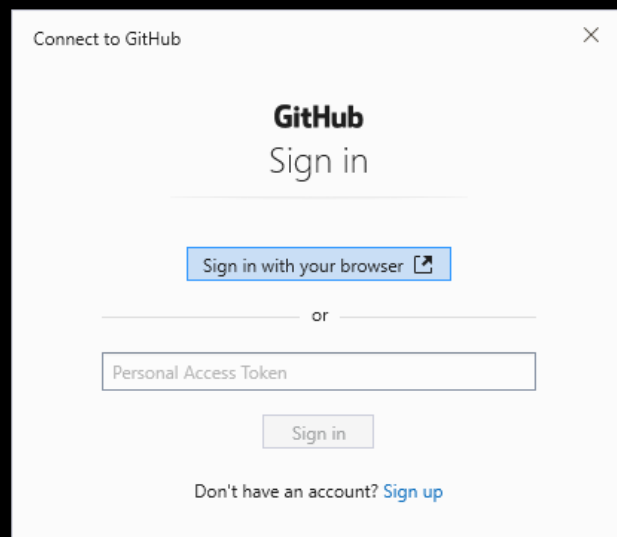 Connect to GitHub
GitHub
Sign in
Sign in with your browser
or
Personal Access Token
Sign in
Don't have an account? Sign up